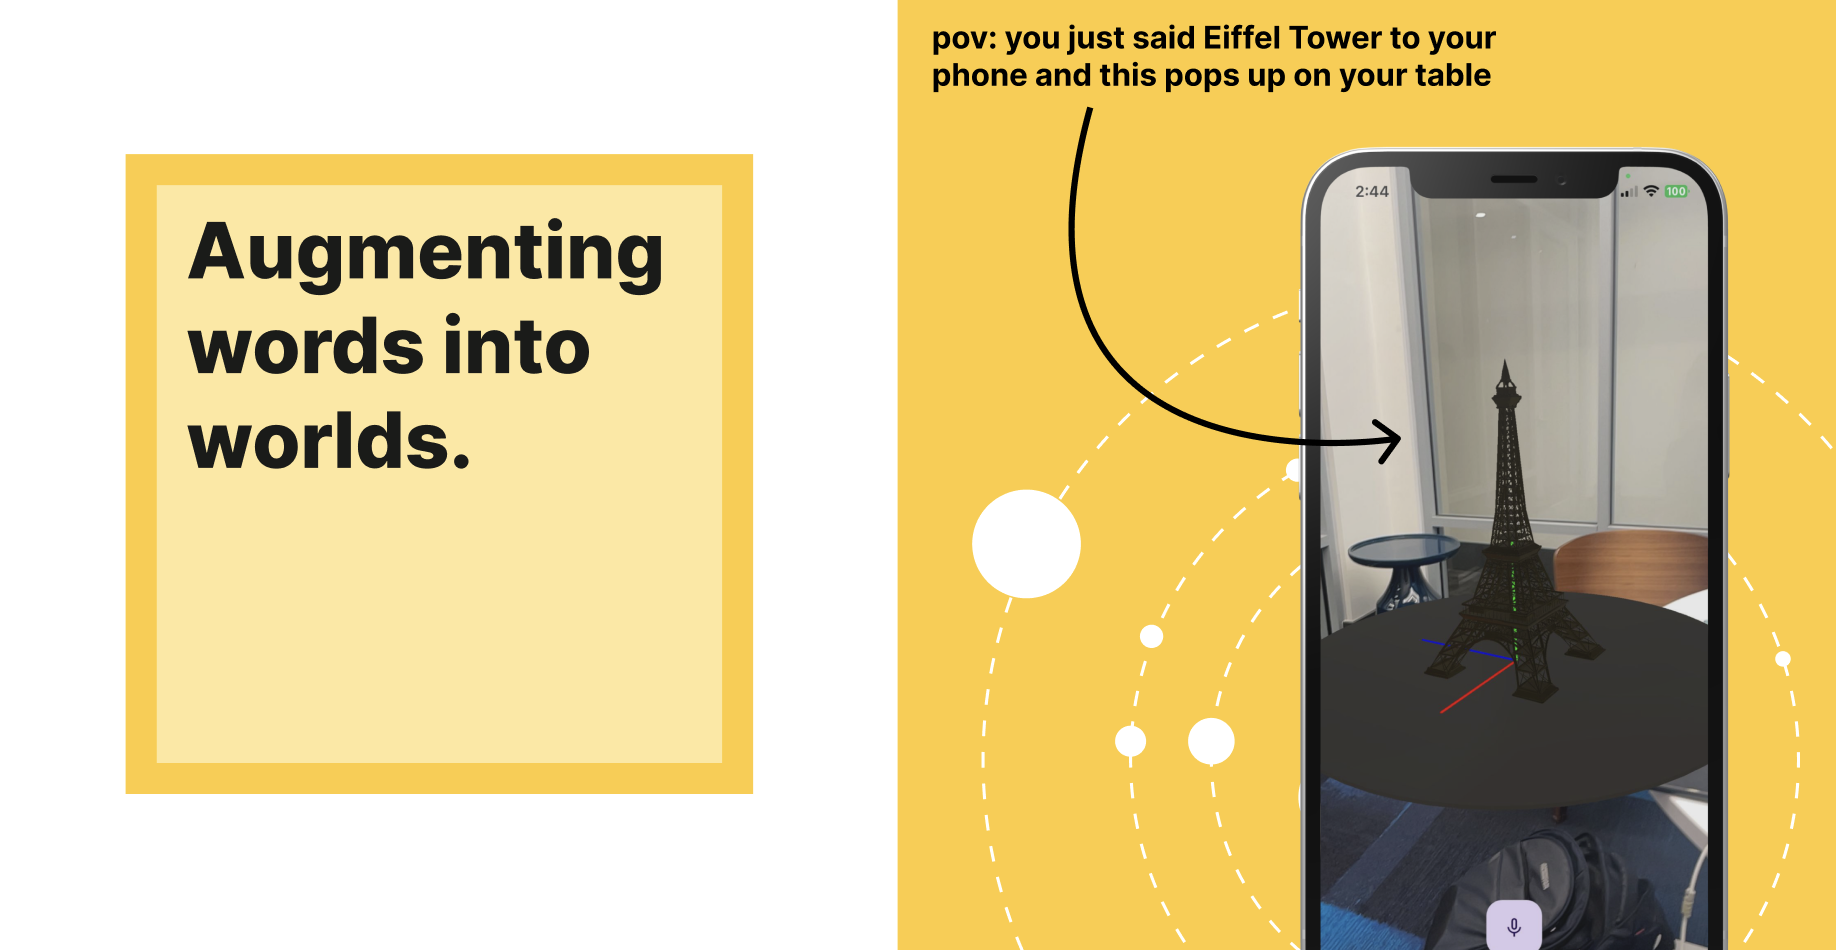 Augmenting
words into
worlds.
pov: you just said Eiffel Tower to your
phone and this pops up on your table
2:44
100